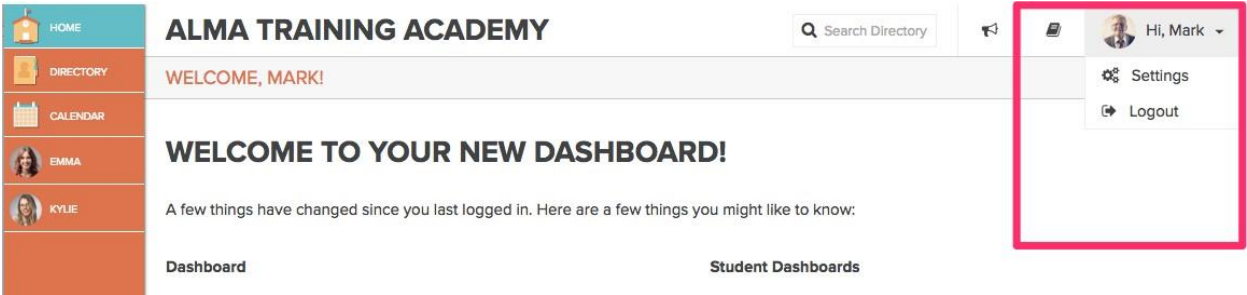 HOME
DIRECTORY
CALENDAR
EMMA
KYLIE
ALMA TRAINING ACADEMY
Search Directory
Hi, Mark
Settings
Logout
WELCOME, MARK!
WELCOME TO YOUR NEW DASHBOARD!
A few things have changed since you last logged in. Here are a few things you might like to know:
Dashboard
Student Dashboards